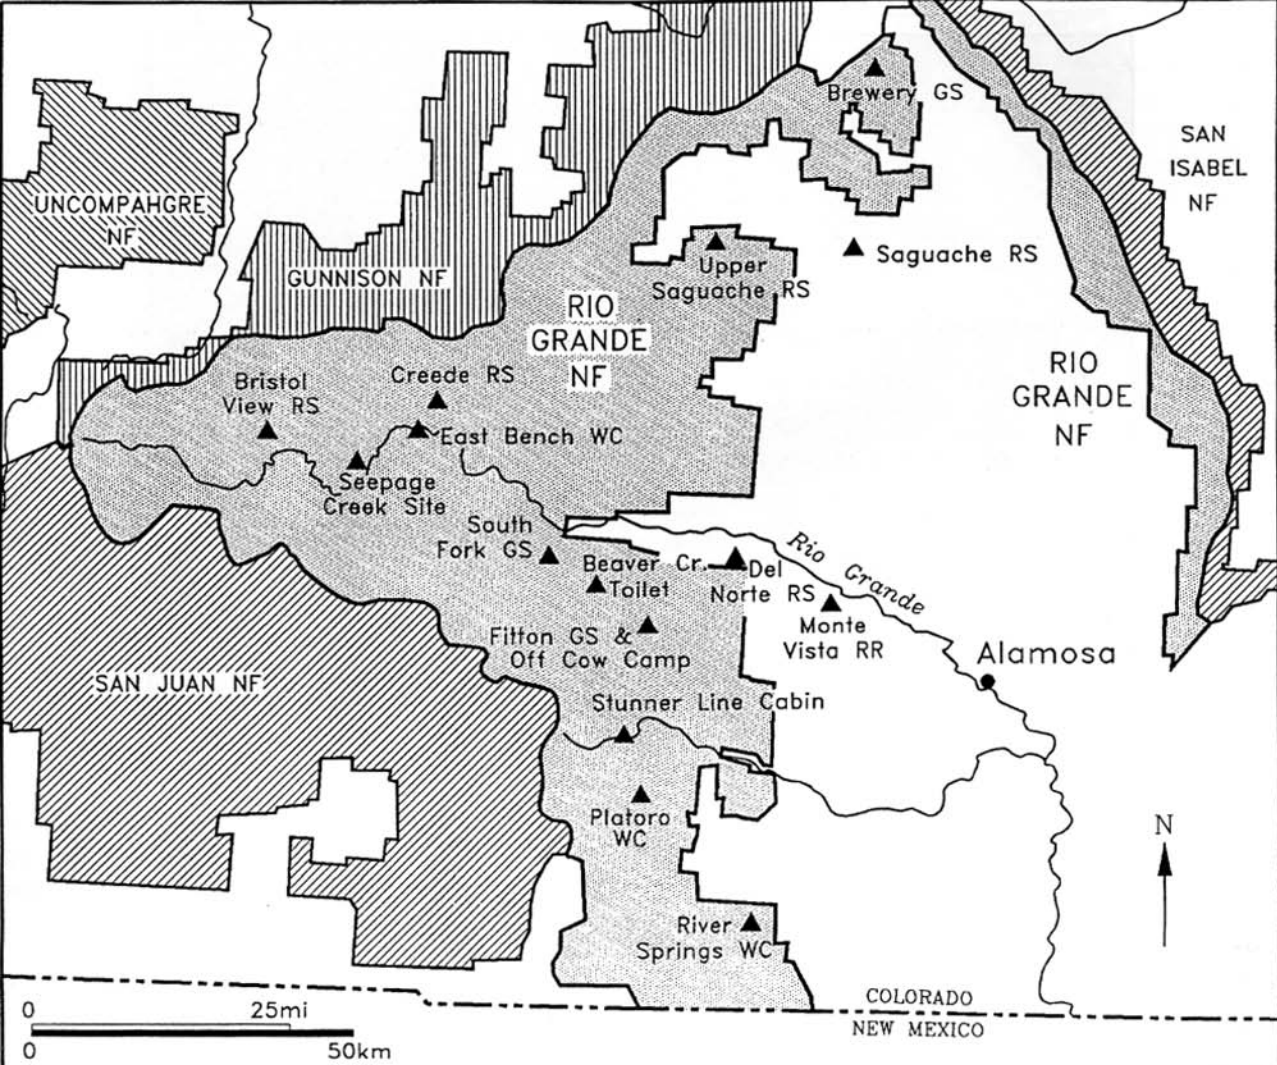 Brewery GS
SAN
ISABEL
NF
UNCOMPAHGRE
NF
GUNNISON NF
Upper
Saguache RS
Saguache RS
RIO
GRANDE
NF
RIO
GRANDE
NF
Bristol
View RS
Creede RS
East Bench WC
Seepage
Creek Site
South
Fork GS
Beaver Cr.
Toilet
Del
Norte RS
Rio Grande
Monte
Vista RR
Fitton GS &
Off Cow Camp
Alamosa
SAN JUAN NF
Stunner Line Cabin
Platoro
WC
N
River
Springs WC
COLORADO
NEW MEXICO
0 25mi
0 50km